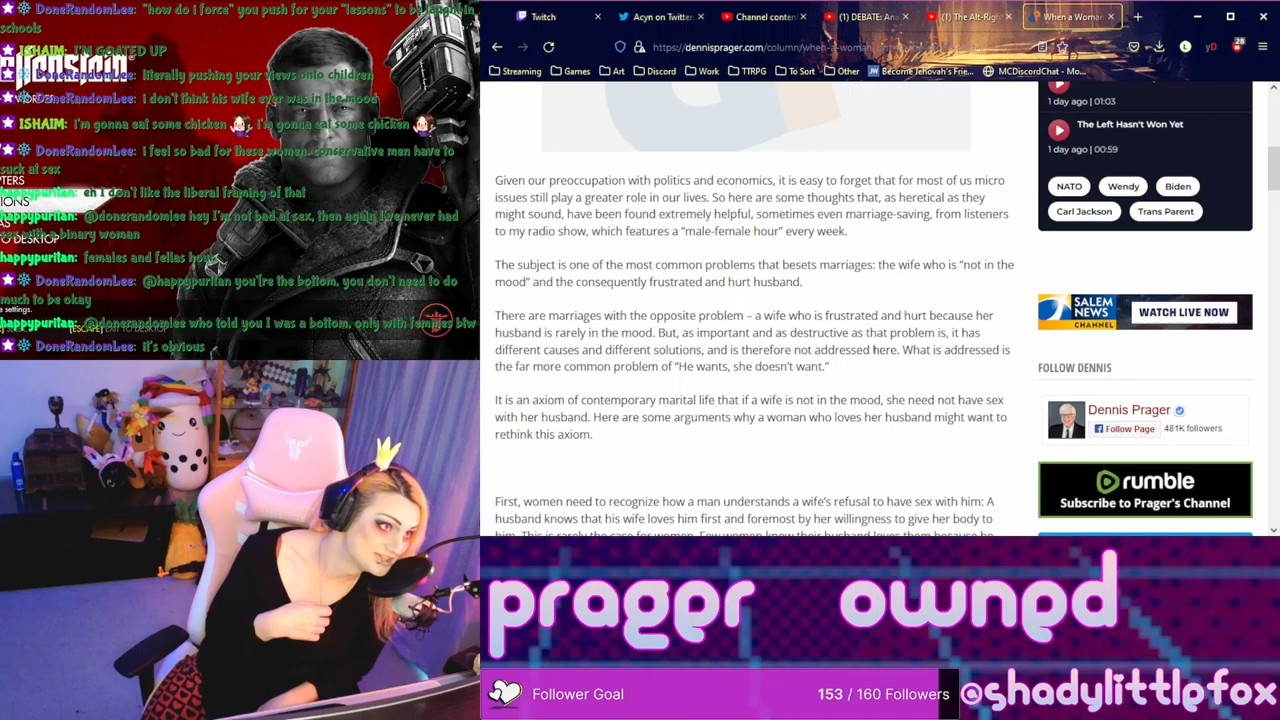 DoneRandomLee: "how do i force" you push for your "lessons" to be taught in
schools
ISHAIM: I'M GOATED UP
DoneRandomLee: literally pushing your views onto children
DoneRandomLee: i don't think his wife ever was in the mood
ISHAIM: I'm gonna eat some chicken I'm gonna eat some chicken
DoneRandomLee: i feel so bad for these women. conservative men have to
suck at sex
happypuritan: eh I don't like the liberal framing of that
happypuritan: @donerandomlee hey I'm not bad at sex, then again I've never had
sex with a binary woman
happypuritan: females and fellas hour
DoneRandomLee: @happypuritan you're the bottom, you don't need to do
much to be okay
happypuritan: @donerandomlee who told you I was a bottom, only with femmes btw
DoneRandomLee: it's obvious
Twitch
Acyn on Twitter:
Channel content
(1) DEBATE: Ana
(1) The Alt-Righ
When a Woman
https://dennisprager.com/column/when-a-woman
28
Streaming
Games
Art
Discord
Work
TTRPG
To Sort
Other
Become Jehovah's Frie...
MCDiscordChat - Mo...
1 day ago | 01:03
The Left Hasn't Won Yet
1 day ago | 00:59
NATO
Wendy
Biden
Carl Jackson
Trans Parent
Given our preoccupation with politics and economics, it is easy to forget that for most of us micro
issues still play a greater role in our lives. So here are some thoughts that, as heretical as they
might sound, have been found extremely helpful, sometimes even marriage-saving, from listeners
to my radio show, which features a “male-female hour” every week.
The subject is one of the most common problems that besets marriages: the wife who is “not in the
mood” and the consequently frustrated and hurt husband.
There are marriages with the opposite problem – a wife who is frustrated and hurt because her
husband is rarely in the mood. But, as important and as destructive as that problem is, it has
different causes and different solutions, and is therefore not addressed here. What is addressed is
the far more common problem of “He wants, she doesn’t want.”
It is an axiom of contemporary marital life that if a wife is not in the mood, she need not have sex
with her husband. Here are some arguments why a woman who loves her husband might want to
rethink this axiom.
First, women need to recognize how a man understands a wife’s refusal to have sex with him: A
husband knows that his wife loves him first and foremost by her willingness to give her body to
him. This is rarely the case for women. Few women know their husband loves them because he
SALEM
NEWS
CHANNEL
WATCH LIVE NOW
FOLLOW DENNIS
Dennis Prager
Follow Page
481K followers
rumble
Subscribe to Prager's Channel
prager owned
Follower Goal
153 / 160 Followers
@shadylittlefox